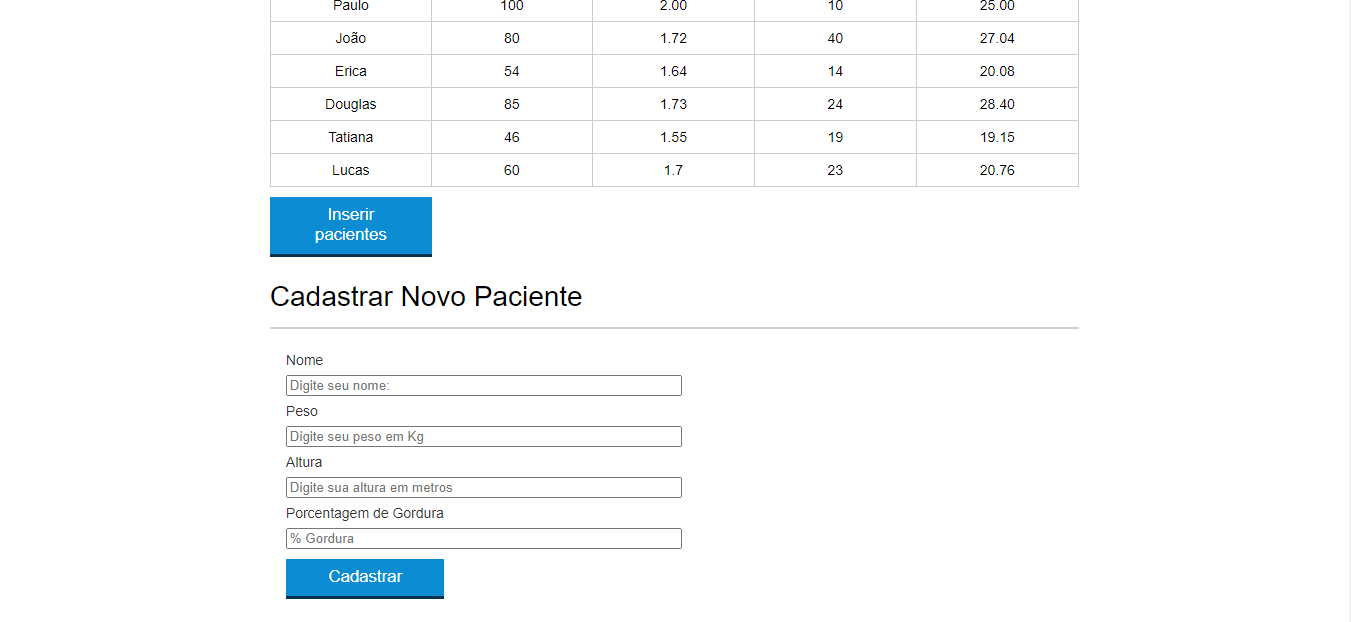 Paulo 100 2.00 10 25.00
João 80 1.72 40 27.04
Erica 54 1.64 14 20.08
Douglas 85 1.73 24 28.40
Tatiana 46 1.55 19 19.15
Lucas 60 1.7 23 20.76
Inserir
pacientes
Cadastrar Novo Paciente
Nome
Digite seu nome:
Peso
Digite seu peso em Kg
Altura
Digite sua altura em metros
Porcentagem de Gordura
% Gordura
Cadastrar